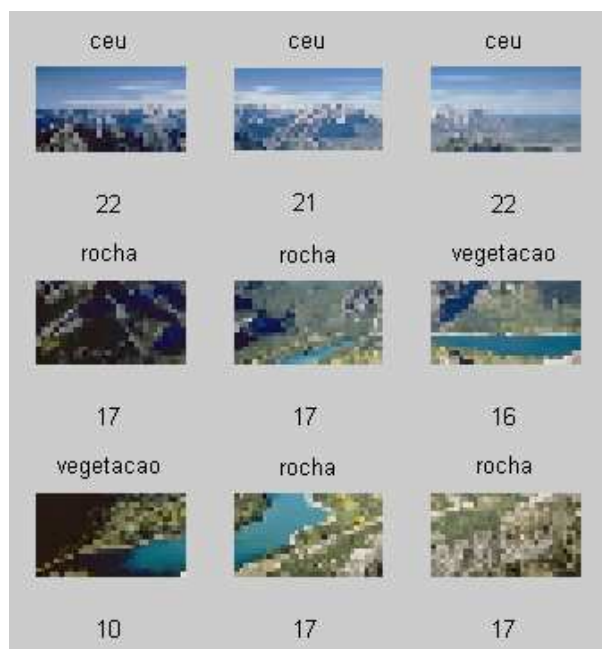 ceu ceu ceu
22 21 22
rocha rocha vegetacao
17 17 16
vegetacao rocha rocha
10 17 17